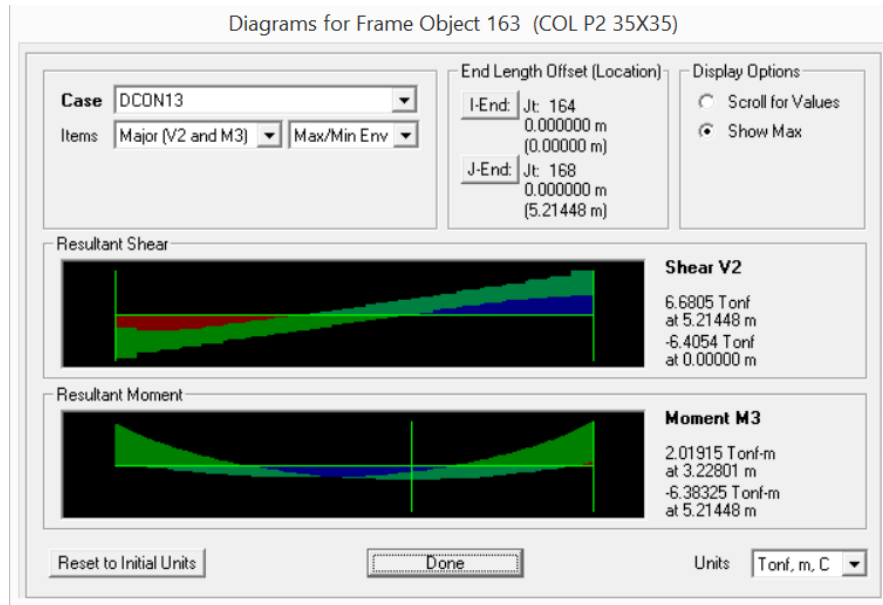 Diagrams for Frame Object 163 (COL P2 35X35)
Case DCON13
Items Major (V2 and M3) Max/Min Env
End Length Offset (Location)
I-End: Jt: 164
0.000000 m
(0.00000 m)
J-End: Jt: 168
0.000000 m
(5.21448 m)
Display Options
Scroll for Values
Show Max
Resultant Shear
Shear V2
6.6805 Tonf
at 5.21448 m
-6.4054 Tonf
at 0.00000 m
Resultant Moment
Moment M3
2.01915 Tonf-m
at 3.22801 m
-6.38325 Tonf-m
at 5.21448 m
Reset to Initial Units
Done
Units Tonf, m, C